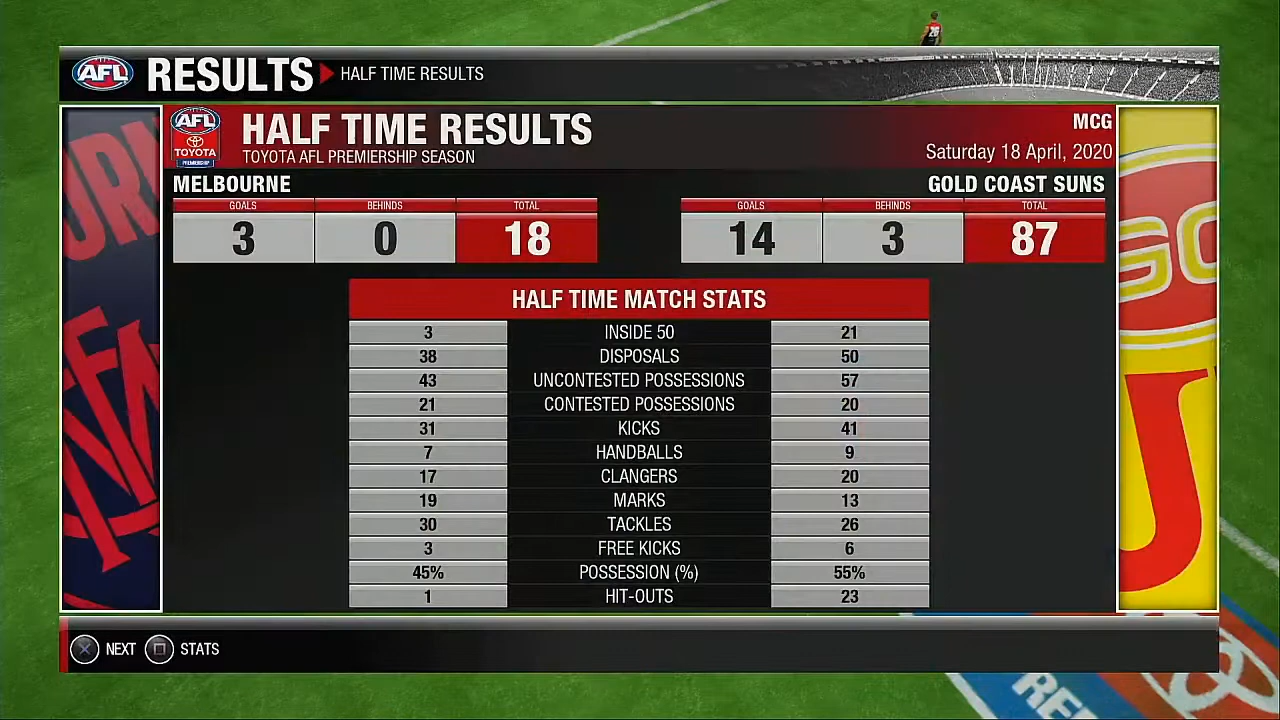 26
AFL RESULTS HALF TIME RESULTS
AFL
TOYOTA
PREMIERSHIP
HALF TIME RESULTS
TOYOTA AFL PREMIERSHIP SEASON
MCG
Saturday 18 April, 2020
MELBOURNE
GOLD COAST SUNS
GOALS BEHINDS TOTAL GOALS BEHINDS TOTAL
3 0 18 14 3 87
HALF TIME MATCH STATS
3 INSIDE 50 21
38 DISPOSALS 50
43 UNCONTESTED POSSESSIONS 57
21 CONTESTED POSSESSIONS 20
31 KICKS 41
7 HANDBALLS 9
17 CLANGERS 20
19 MARKS 13
30 TACKLES 26
3 FREE KICKS 6
45% POSSESSION (%) 55%
1 HIT-OUTS 23
NEXT STATS